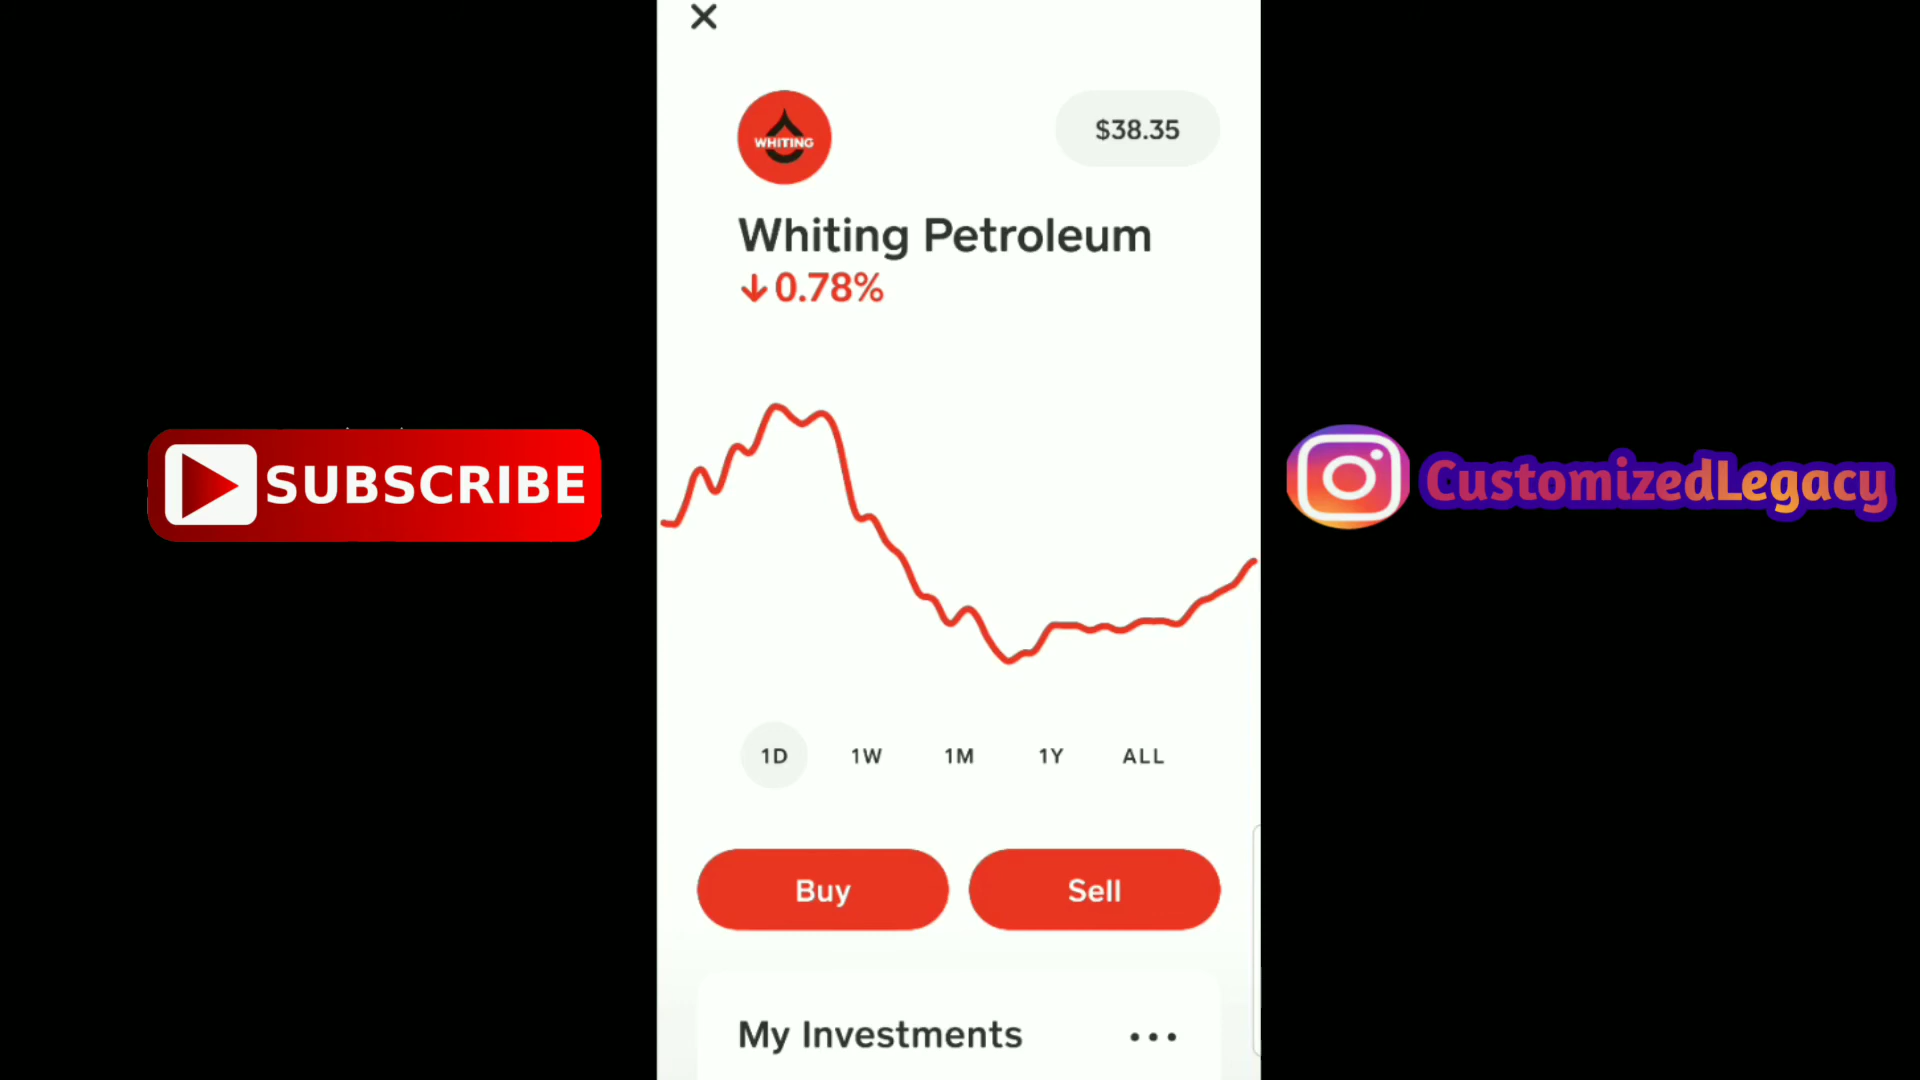 $38.35
WHITING
Whiting Petroleum
↓0.78%
SUBSCRIBE
CustomizedLegacy
1D 1W 1M 1Y ALL
Buy Sell
My Investments